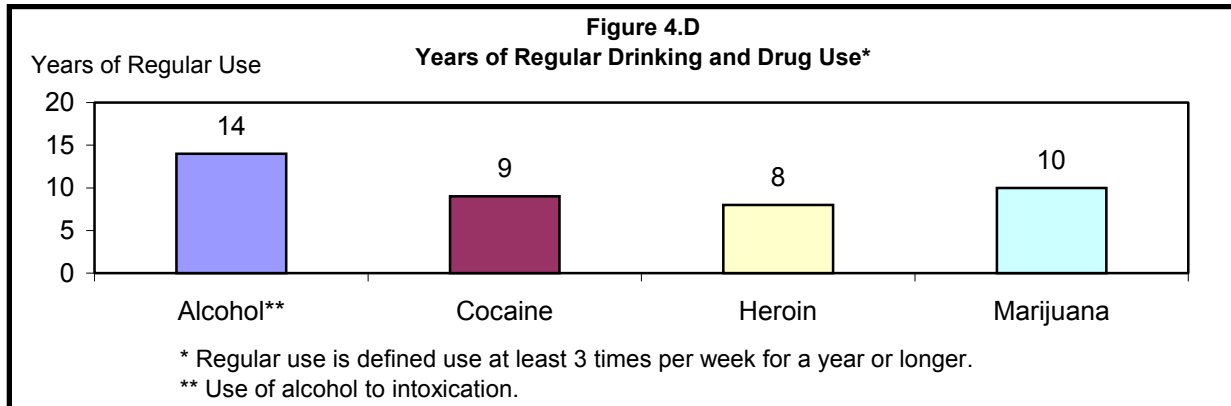 Figure 4.D
Years of Regular Drinking and Drug Use*
Years of Regular Use
20
15
10
5
0
14
9
8
10
Alcohol** Cocaine Heroin Marijuana
* Regular use is defined use at least 3 times per week for a year or longer.
** Use of alcohol to intoxication.